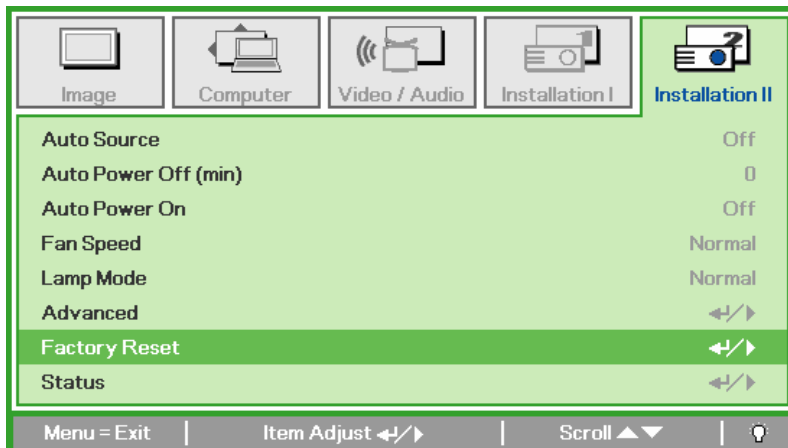 Image Computer Video / Audio Installation I Installation II
Auto Source Off
Auto Power Off (min) 0
Auto Power On Off
Fan Speed Normal
Lamp Mode Normal
Advanced
Factory Reset
Status
Menu = Exit Item Adjust Scroll